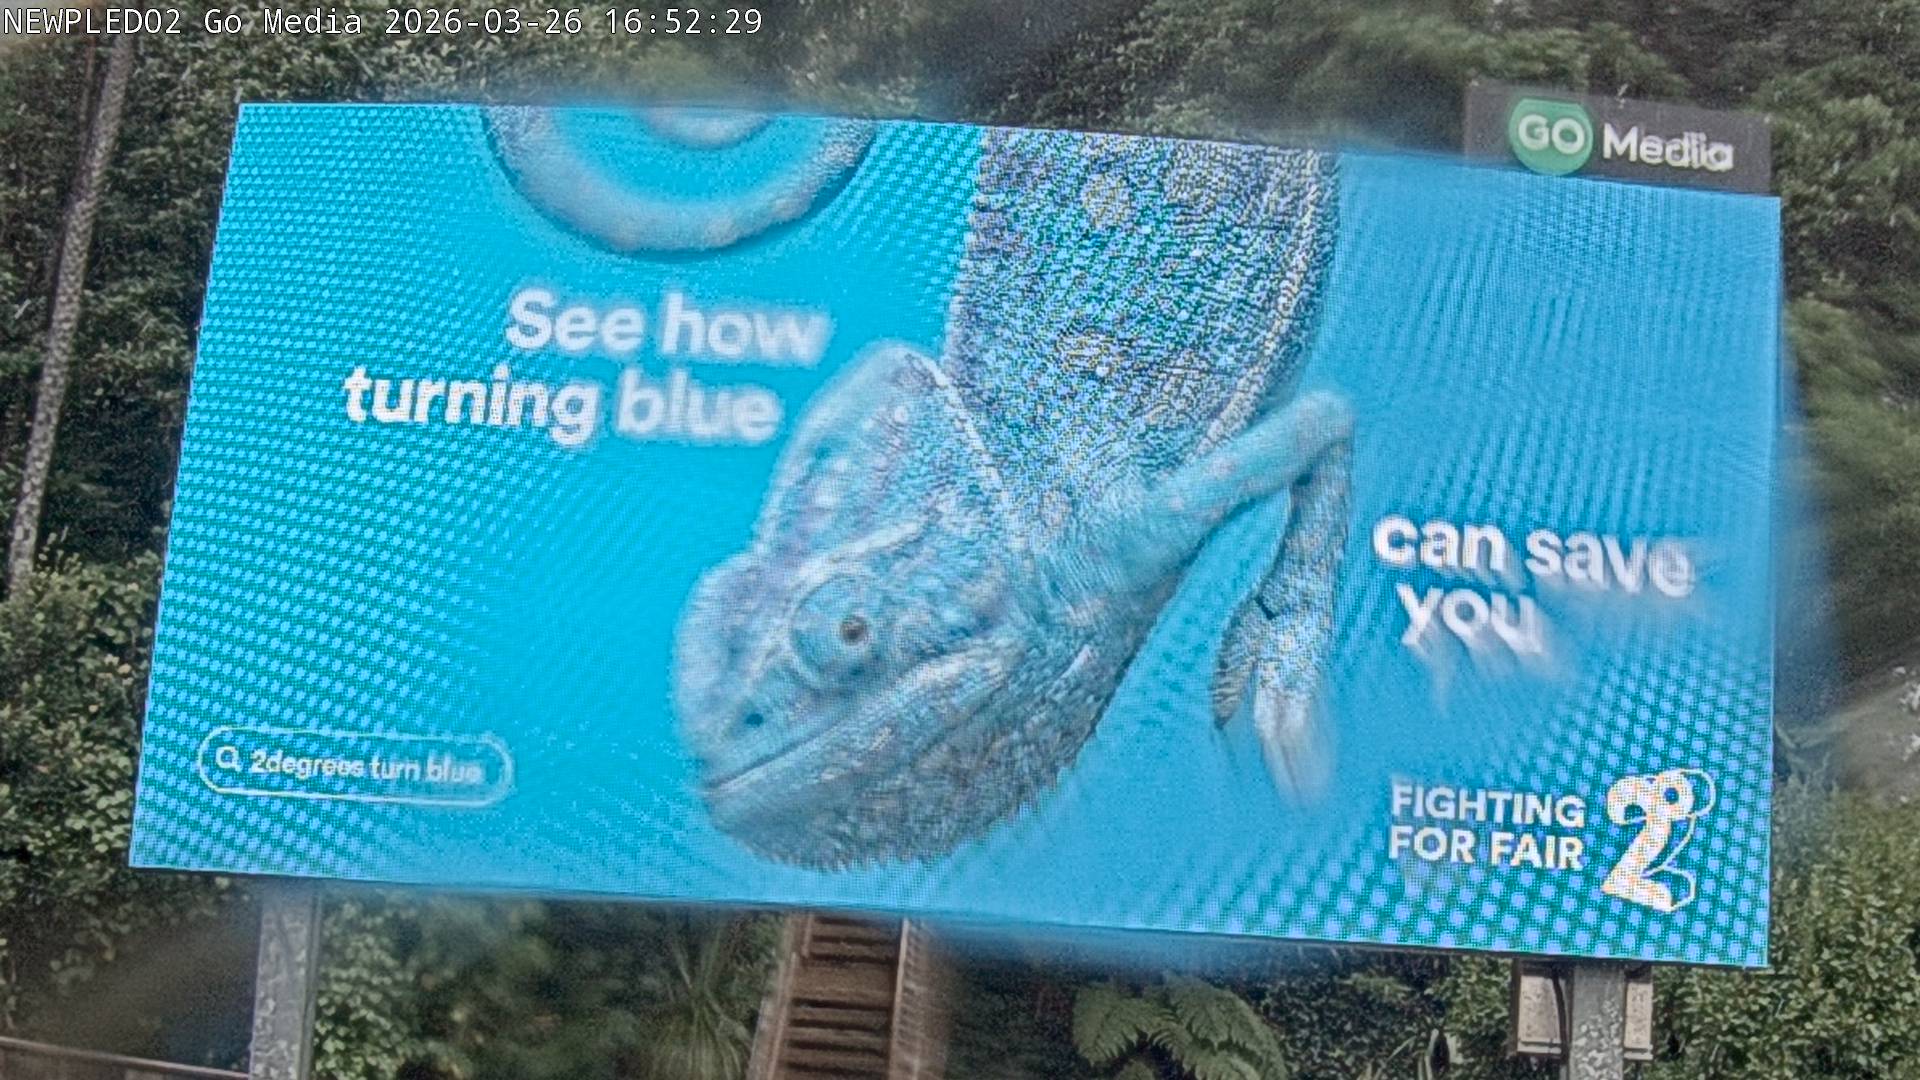 NEWPLED02 Go Media 2026-03-26 16:52:29
GO Media
See how
turning blue
can save
you
2degrees turn blue
FIGHTING
FOR FAIR
2